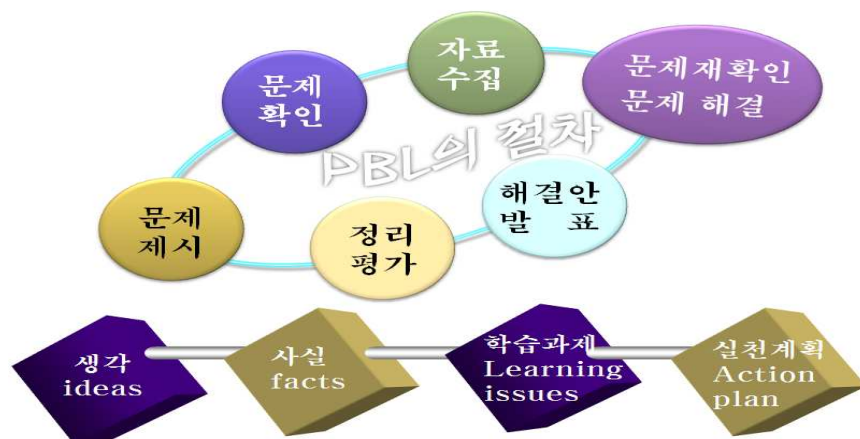 자료
수집
문제
확인
문제재확인
문제 해결
PBL의 절차
해결안
발 표
문제
제시
정리
평가
생각
ideas
사실
facts
학습과제
Learning
issues
실천계획
Action
plan